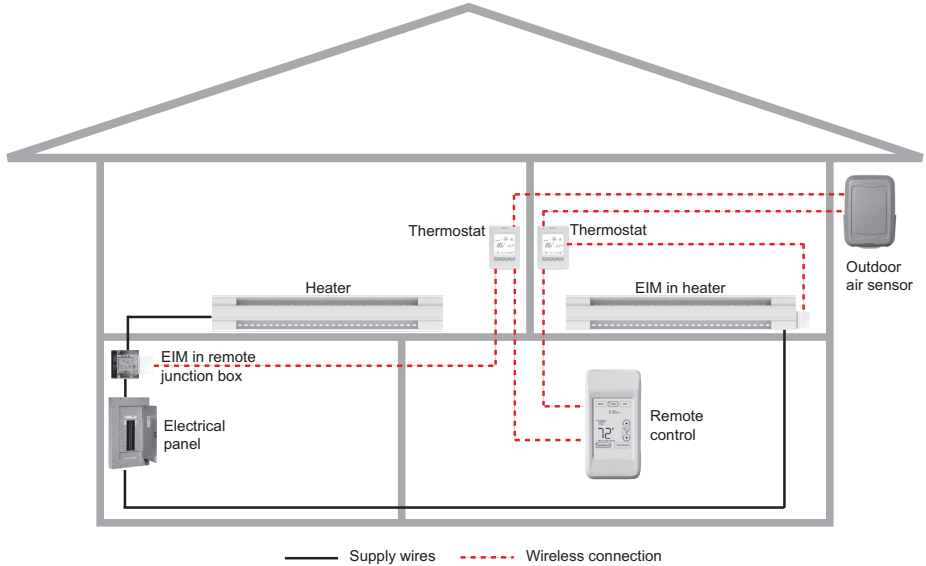 Thermostat
Thermostat
Outdoor
air sensor
Heater
EIM in heater
EIM in remote
junction box
Electrical
panel
72°
Remote
control
Supply wires
Wireless connection